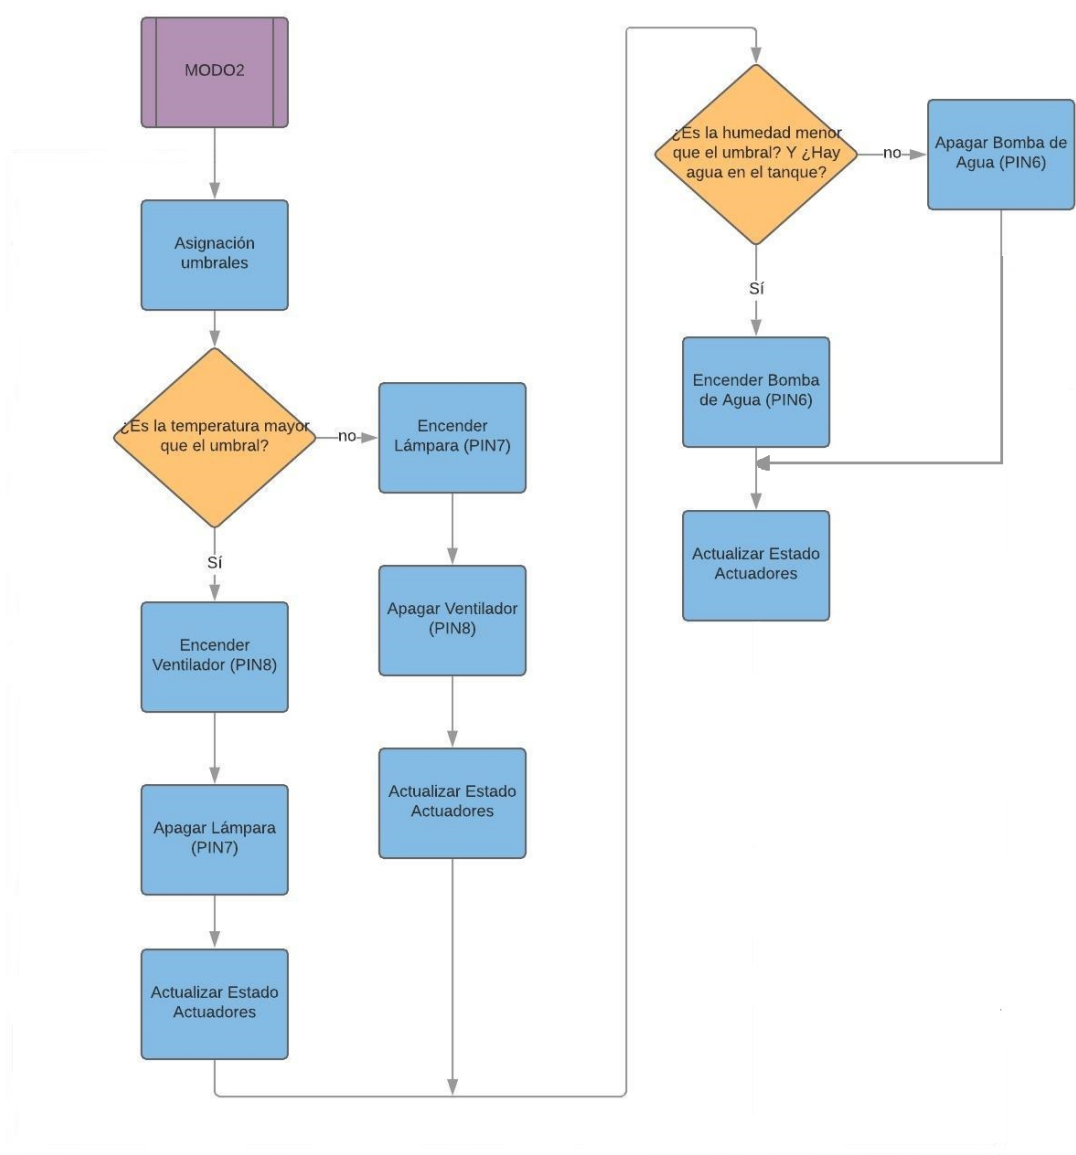 MODO2
Asignación
umbrales
¿Es la temperatura mayor
que el umbral?
no
Encender
Lámpara (PIN7)
Sí
Apagar Ventilador
(PIN8)
Encender
Ventilador (PIN8)
Actualizar Estado
Actuadores
Apagar Lámpara
(PIN7)
Actualizar Estado
Actuadores
¿Es la humedad menor
que el umbral? Y ¿Hay
agua en el tanque?
no
Apagar Bomba de
Agua (PIN6)
Sí
Encender Bomba
de Agua (PIN6)
Actualizar Estado
Actuadores